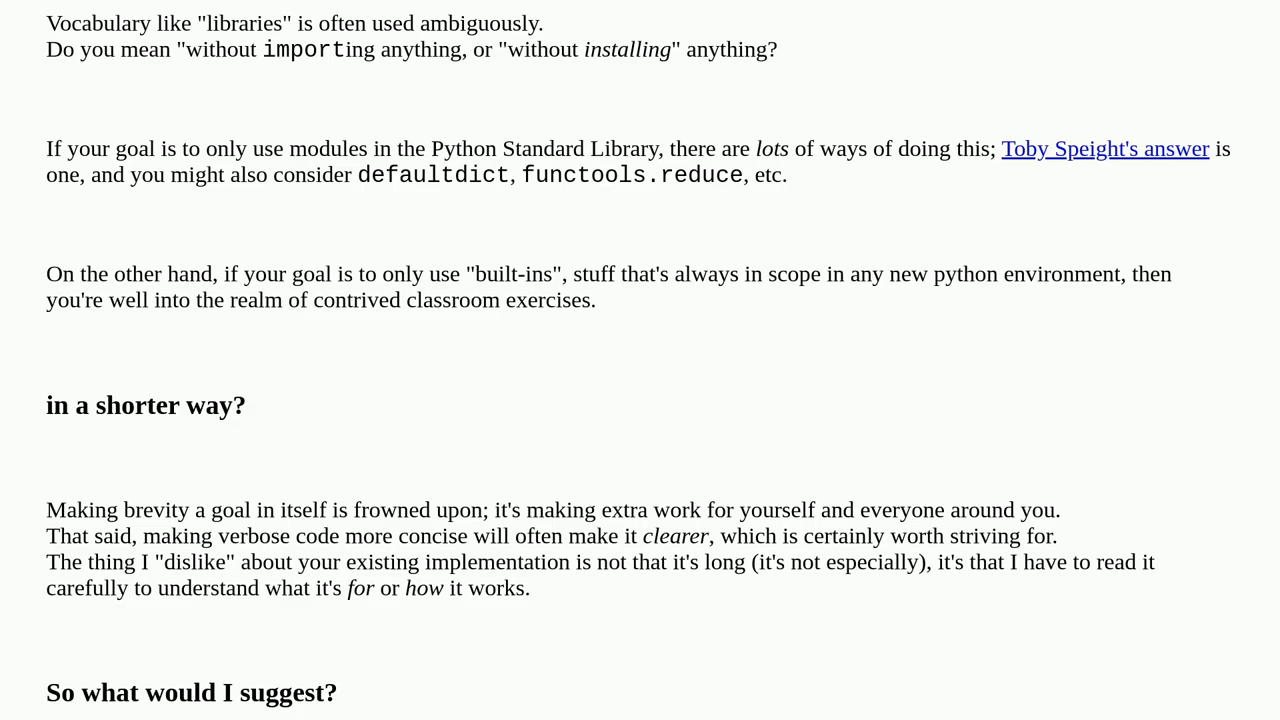 Vocabulary like "libraries" is often used ambiguously.
Do you mean "without importing anything, or "without installing" anything?
If your goal is to only use modules in the Python Standard Library, there are lots of ways of doing this; Toby Speight's answer is
one, and you might also consider defaultdict, functools.reduce, etc.
On the other hand, if your goal is to only use "built-ins", stuff that's always in scope in any new python environment, then
you're well into the realm of contrived classroom exercises.
in a shorter way?
Making brevity a goal in itself is frowned upon; it's making extra work for yourself and everyone around you.
That said, making verbose code more concise will often make it clearer, which is certainly worth striving for.
The thing I "dislike" about your existing implementation is not that it's long (it's not especially), it's that I have to read it
carefully to understand what it's for or how it works.
So what would I suggest?